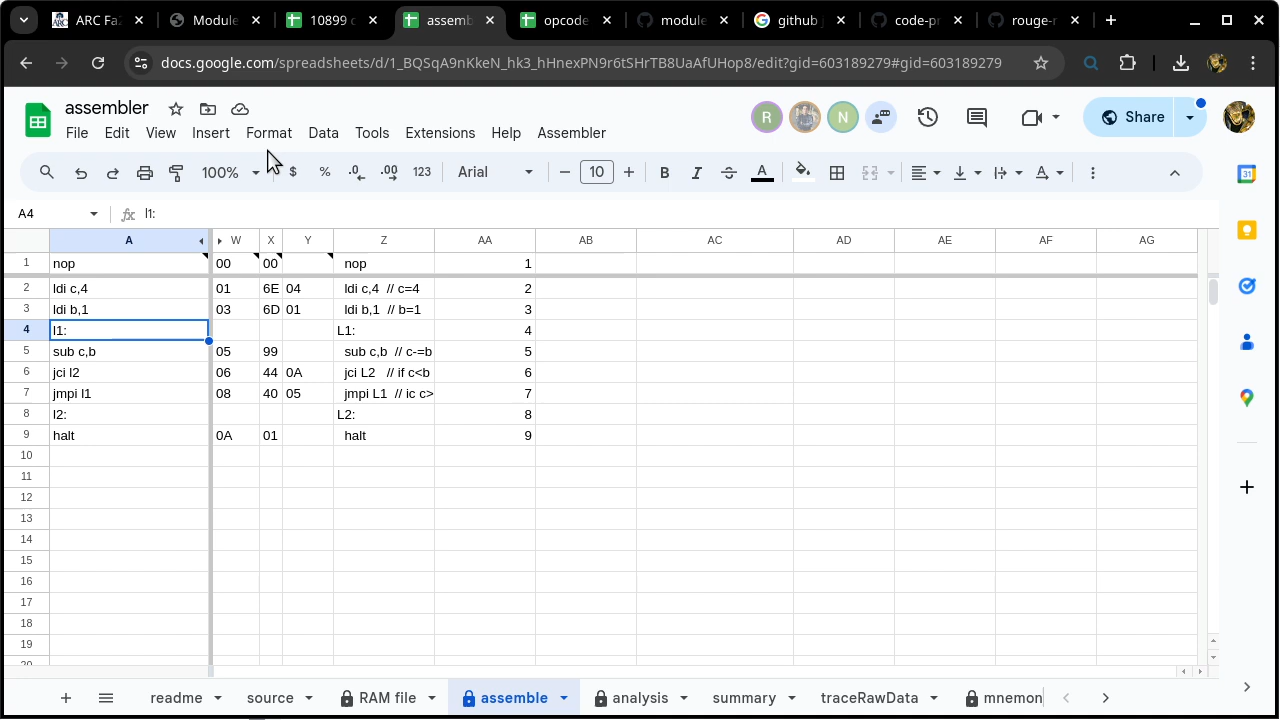 ARC Fa
Module
10899 c
assemb
opcode
module
github
code-pr
rouge-r
docs.google.com/spreadsheets/d/1_BQSqA9nKkeN_hk3_hHnexPN9r6tSHrTB8UaAfUHop8/edit?gid=603189279#gid=603189279
assembler
File Edit View Insert Format Data Tools Extensions Help Assembler
R N Share
100% $ % .0 .00 123 Arial 10 B I S A
A4 l1:
A W X Y Z AA AB AC AD AE AF AG
1 nop 00 00 nop 1
2 ldi c,4 01 6E 04 ldi c,4 // c=4 2
3 ldi b,1 03 6D 01 ldi b,1 // b=1 3
4 l1: L1: 4
5 sub c,b 05 99 sub c,b // c-=b 5
6 jci l2 06 44 0A jci L2 // if c<b 6
7 jmpi l1 08 40 05 jmpi L1 // ic c> 7
8 l2: L2: 8
9 halt 0A 01 halt 9
10
11
12
13
14
15
16
17
18
19
20
readme source RAM file assemble analysis summary traceRawData mnemon
31